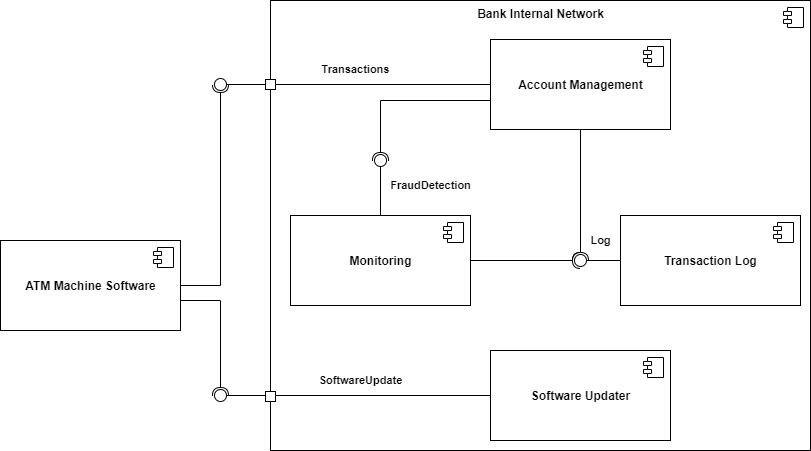 Bank Internal Network
Transactions
Account Management
FraudDetection
Monitoring
Log
Transaction Log
ATM Machine Software
SoftwareUpdate
Software Updater